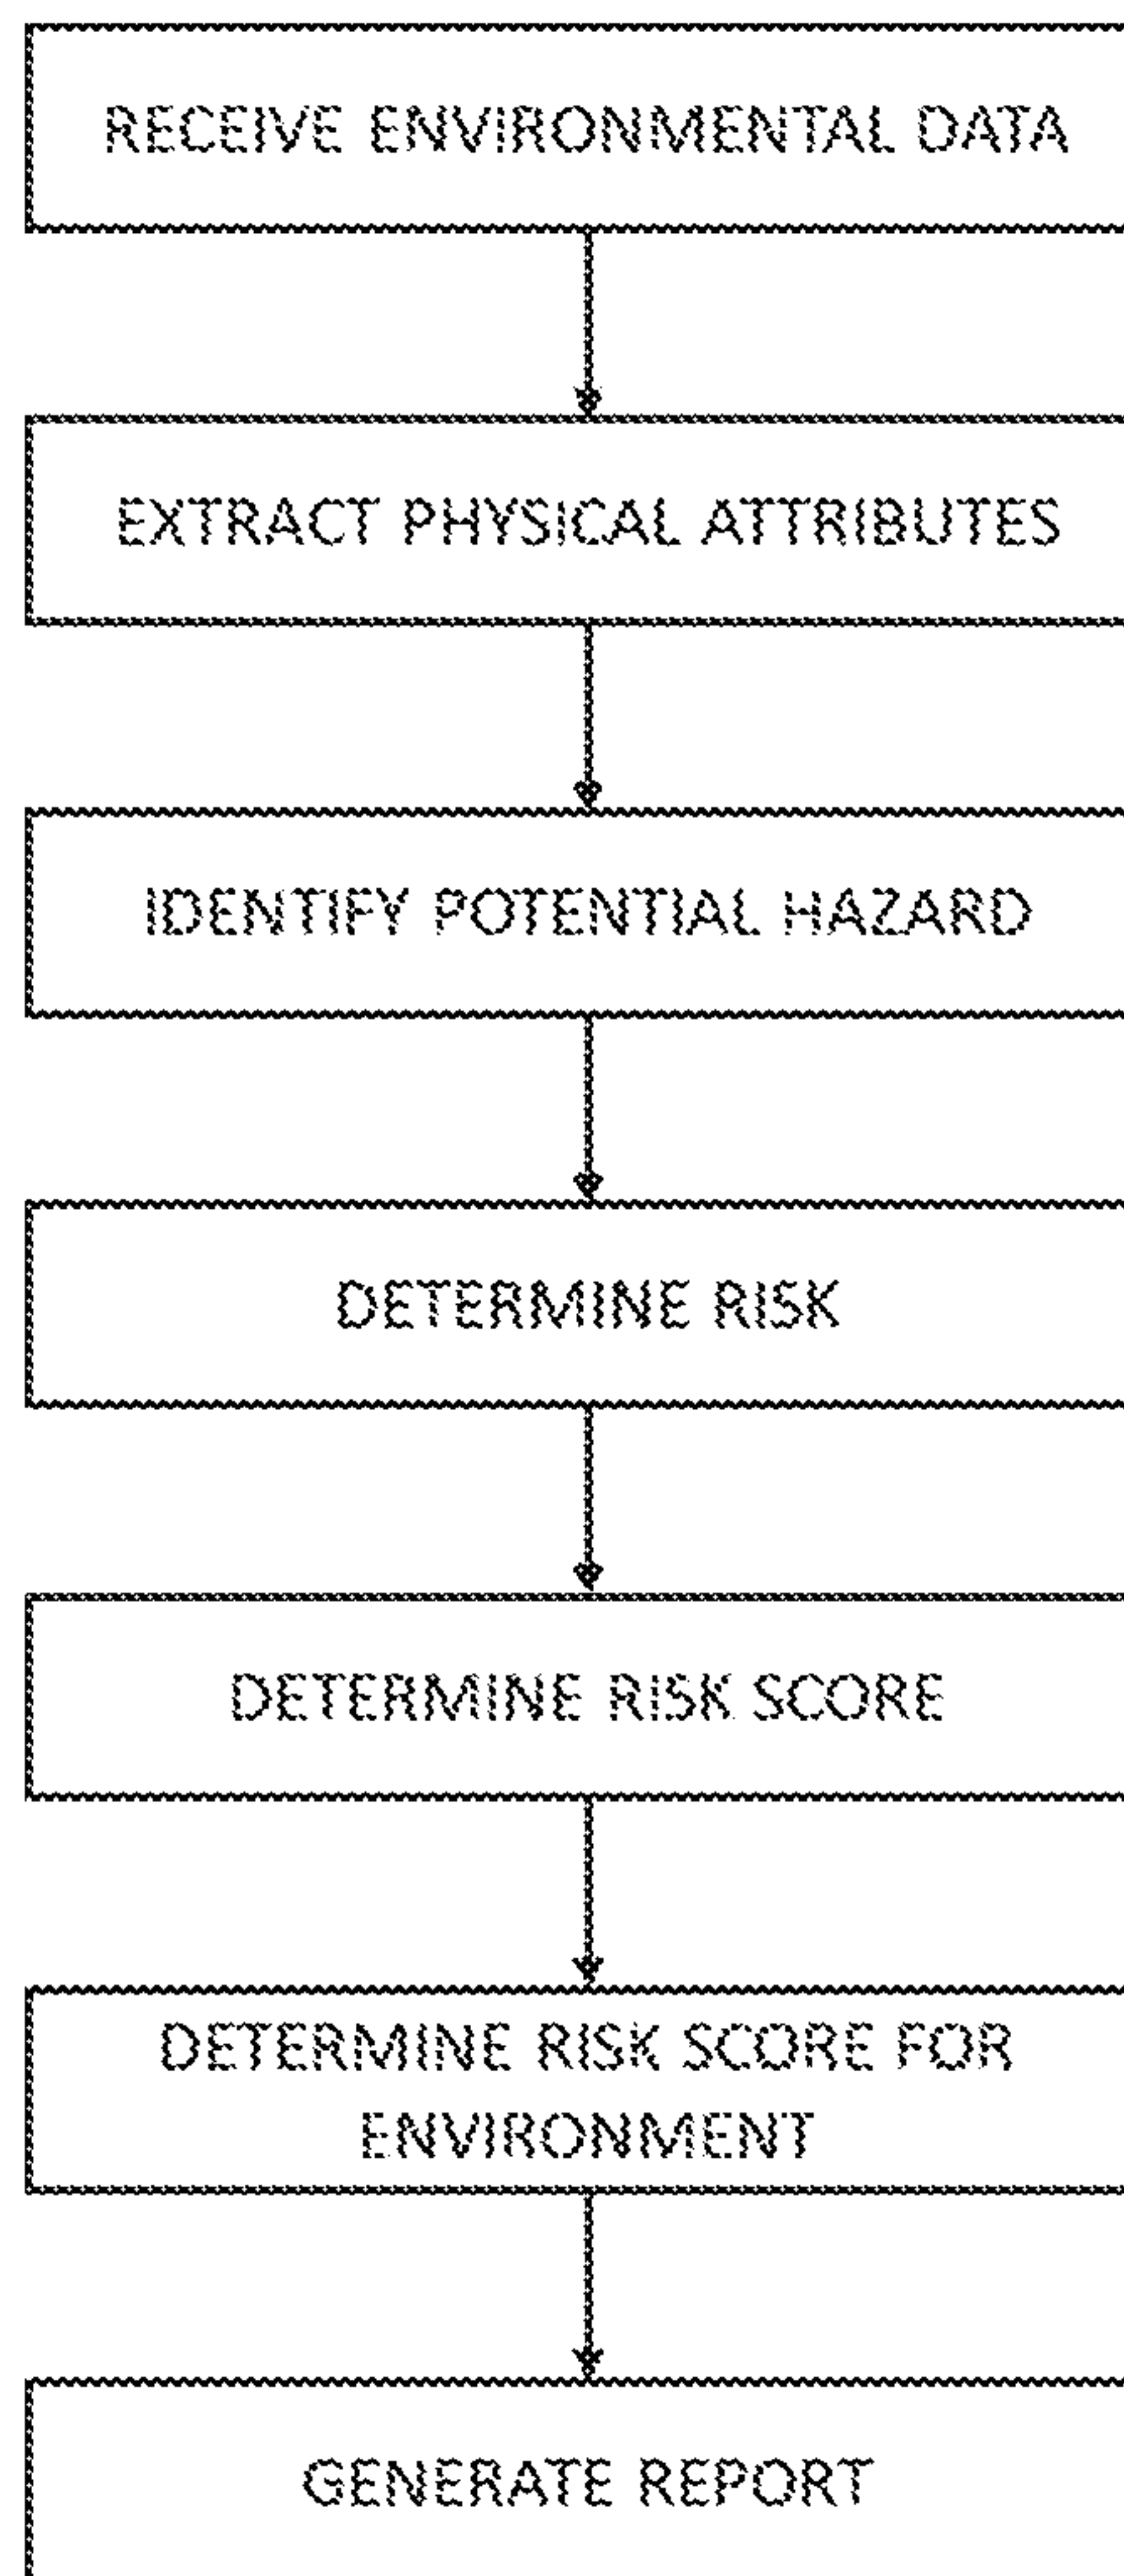 RECEIVE ENVIRONMENTAL DATA
EXTRACT PHYSICAL ATTRIBUTES
IDENTIFY POTENTIAL HAZARD
DETERMINE RISK
DETERMINE RISK SCORE
DETERMINE RISK SCORE FOR
ENVIRONMENT
GENERATE REPORT